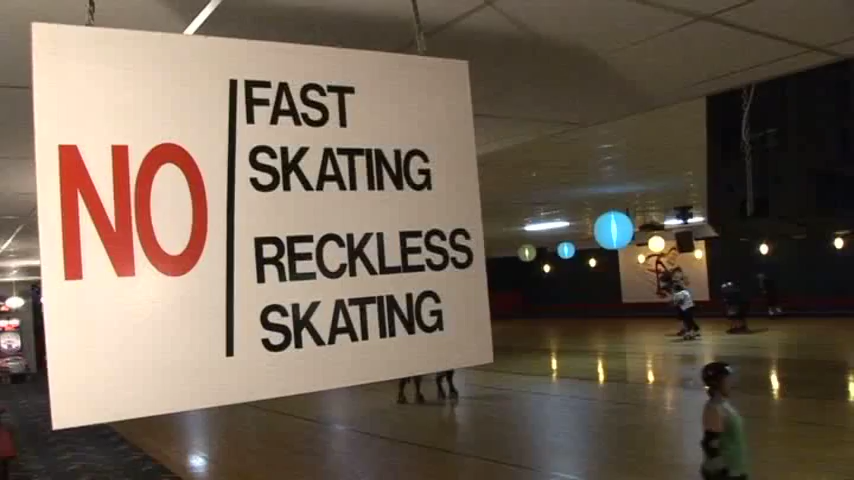 NO
FAST
SKATING
RECKLESS
SKATING